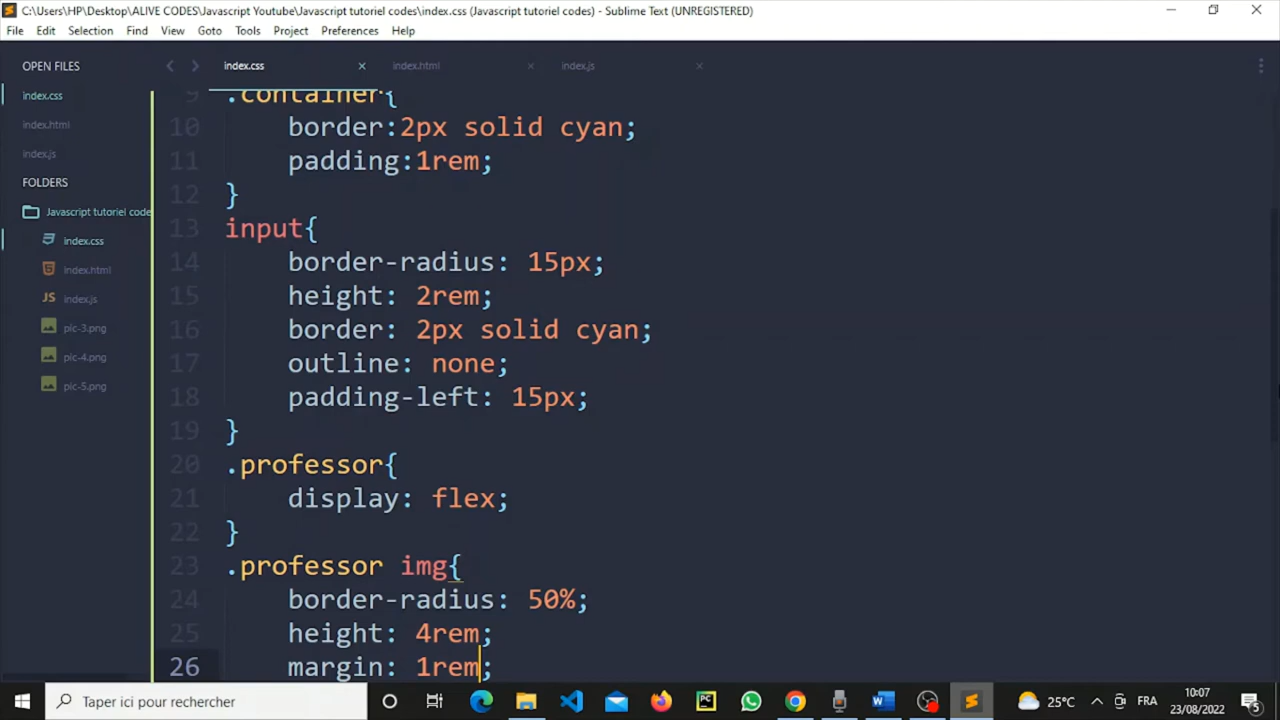 C:\Users\HP\Desktop\ALIVE CODES\Javascript Youtube\Javascript tutoriel codes\index.css (Javascript tutoriel codes) - Sublime Text (UNREGISTERED)
File Edit Selection Find View Goto Tools Project Preferences Help
OPEN FILES
index.css
index.html
index.js
FOLDERS
Javascript tutoriel code
index.css
index.html
JS index.js
pic-3.png
pic-4.png
pic-5.png
index.css index.html index.js
9 .container{
10 border:2px solid cyan;
11 padding:1rem;
12 }
13 input{
14 border-radius: 15px;
15 height: 2rem;
16 border: 2px solid cyan;
17 outline: none;
18 padding-left: 15px;
19 }
20 .professor{
21 display: flex;
22 }
23 .professor img{
24 border-radius: 50%;
25 height: 4rem;
26 margin: 1rem;
Taper ici pour rechercher
25°C
FRA
10:07
23/08/2022
5